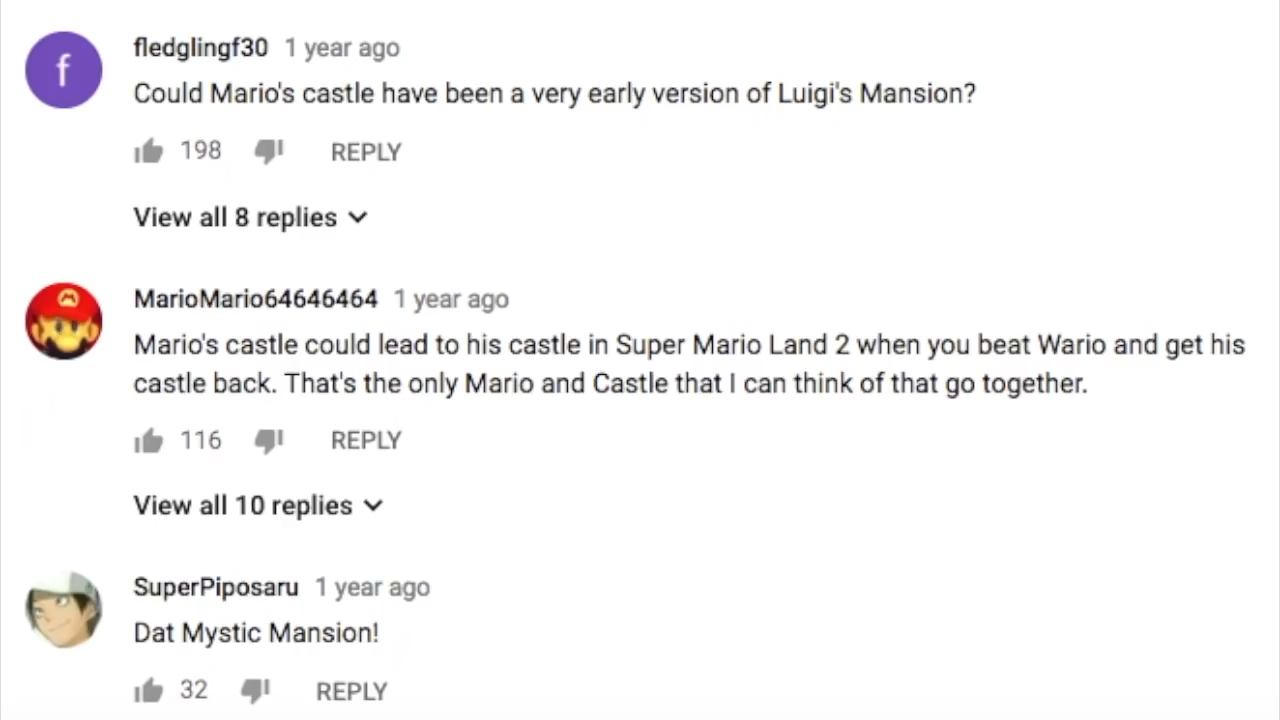 f
fledglingf30 1 year ago
Could Mario's castle have been a very early version of Luigi's Mansion?
198 REPLY
View all 8 replies
MarioMario64646464 1 year ago
Mario's castle could lead to his castle in Super Mario Land 2 when you beat Wario and get his
castle back. That's the only Mario and Castle that I can think of that go together.
116 REPLY
View all 10 replies
SuperPiposaru 1 year ago
Dat Mystic Mansion!
32 REPLY